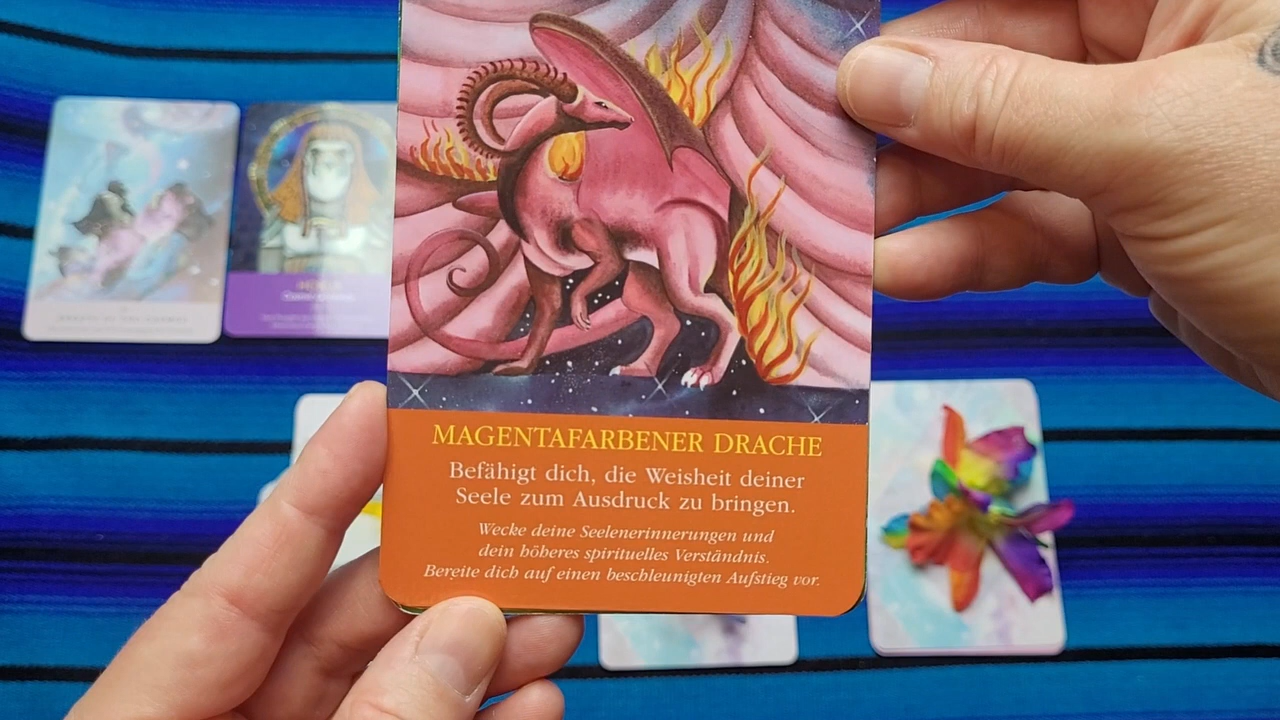 MAGENTAFARBENER DRACHE
Befähigt dich, die Weisheit deiner
Seele zum Ausdruck zu bringen.
Wecke deine Seelenerinnerungen und
dein höheres spirituelles Verständnis.
Bereite dich auf einen beschleunigten Aufstieg vor.